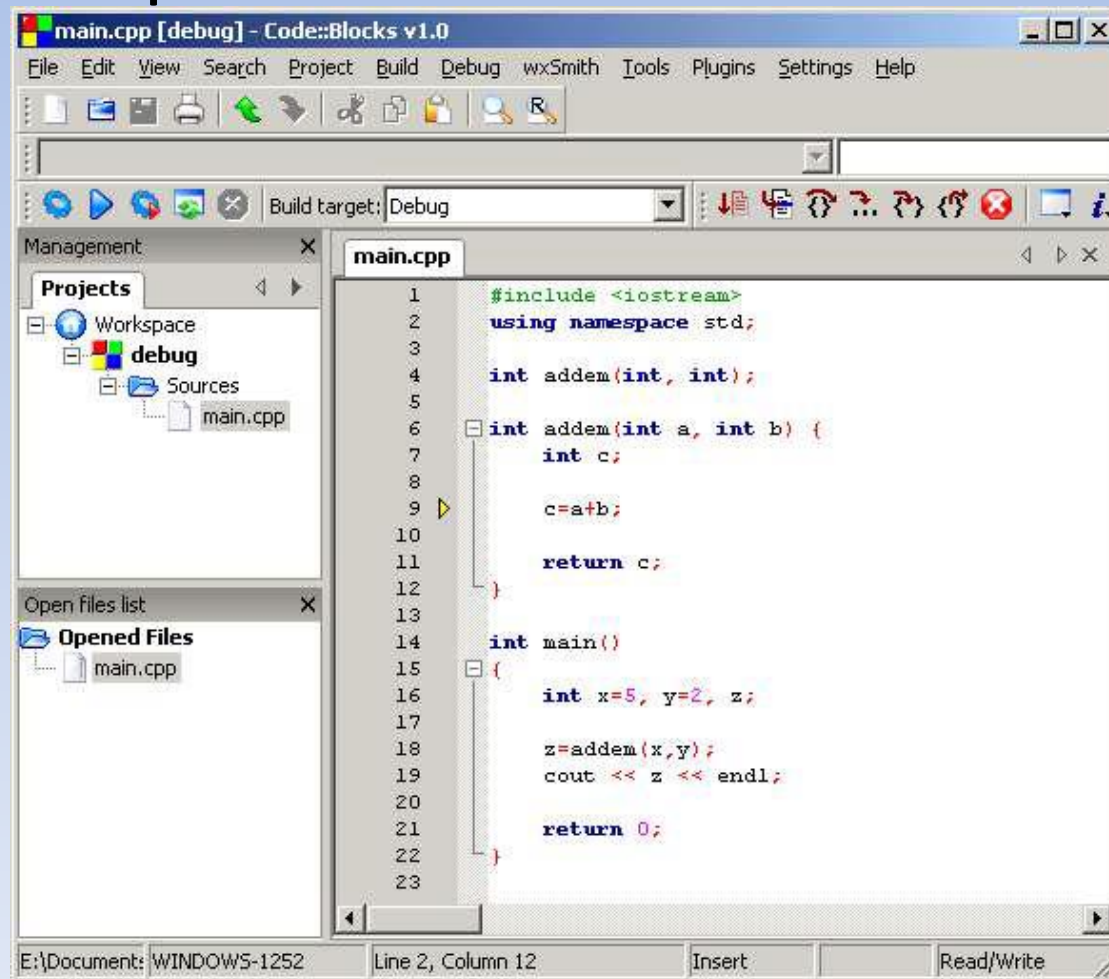 main.cpp [debug] - Code::Blocks v1.0
File Edit View Search Project Build Debug wxSmith Tools Plugins Settings Help
Build target: Debug
Management
main.cpp
Projects
Workspace
debug
Sources
main.cpp
Open files list
Opened Files
main.cpp
1 #include <iostream>
2 using namespace std;
3
4 int addem(int, int);
5
6 int addem(int a, int b) {
7 int c;
8
9 c=a+b;
10
11 return c;
12 }
13
14 int main()
15 {
16 int x=5, y=2, z;
17
18 z=addem(x,y);
19 cout << z << endl;
20
21 return 0;
22 }
23
E:\Documents WINDOWS-1252 Line 2, Column 12 Insert Read/Write